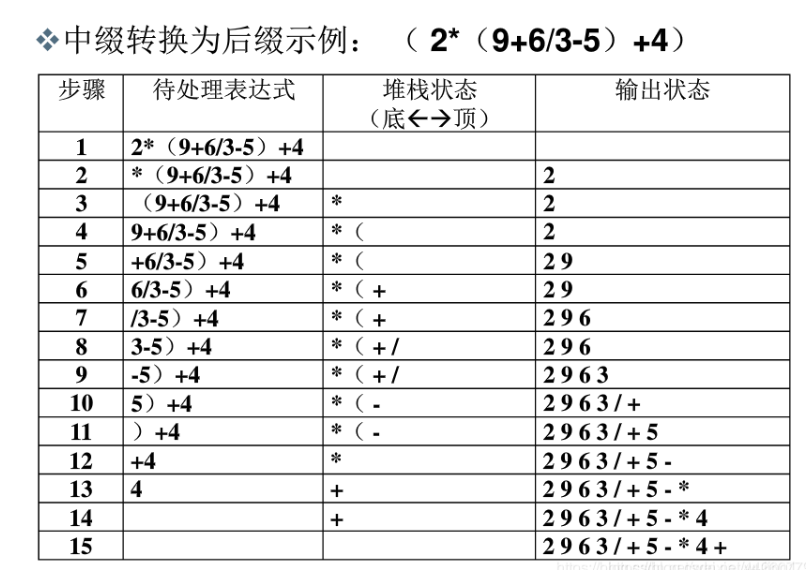 ❖中缀转换为后缀示例：（ 2*（9+6/3-5）+4）
步骤 待处理表达式 堆栈状态（底←→顶） 输出状态
1 2*（9+6/3-5）+4
2 *（9+6/3-5）+4 2
3 （9+6/3-5）+4 * 2
4 9+6/3-5）+4 *（ 2
5 +6/3-5）+4 *（ 2 9
6 6/3-5）+4 *（ + 2 9
7 /3-5）+4 *（ + 2 9 6
8 3-5）+4 *（ + / 2 9 6
9 -5）+4 *（ + / 2 9 6 3
10 5）+4 *（ - 2 9 6 3 / +
11 ）+4 *（ - 2 9 6 3 / + 5
12 +4 * 2 9 6 3 / + 5 -
13 4 + 2 9 6 3 / + 5 - *
14 + 2 9 6 3 / + 5 - * 4
15 2 9 6 3 / + 5 - * 4 +